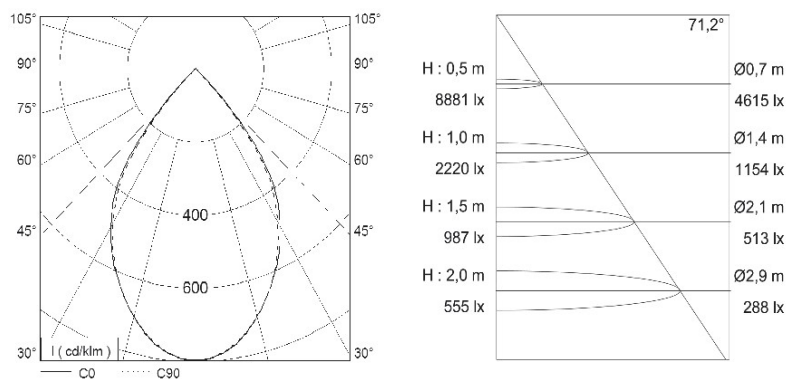 105° 105°
90° 90°
75° 75°
60° 60°
45° 45°
30° 30°
400
600
I ( cd/klm )
C0 C90
71,2°
H : 0,5 m Ø0,7 m
8881 lx 4615 lx
H : 1,0 m Ø1,4 m
2220 lx 1154 lx
H : 1,5 m Ø2,1 m
987 lx 513 lx
H : 2,0 m Ø2,9 m
555 lx 288 lx